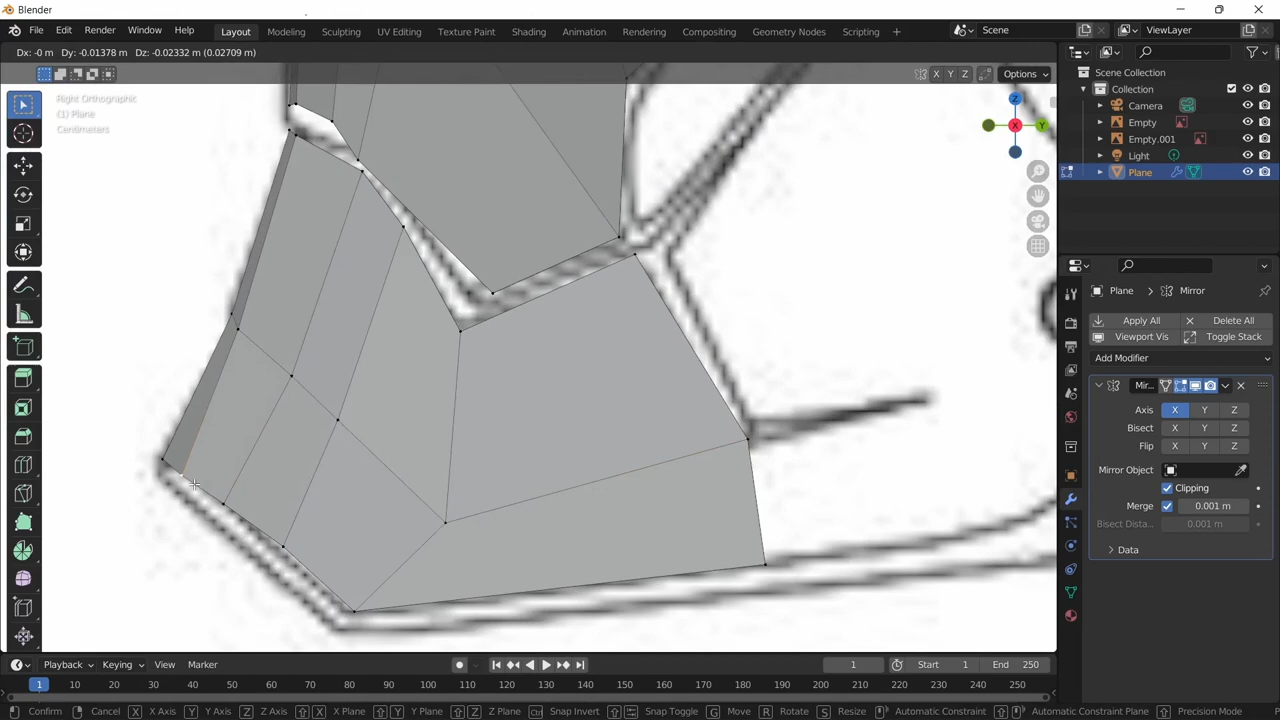 Blender
File Edit Render Window Help Layout Modeling Sculpting UV Editing Texture Paint Shading Animation Rendering Compositing Geometry Nodes Scripting + Scene ViewLayer
Dx: -0 m Dy: -0.01378 m Dz: -0.02332 m (0.02709 m)
X Y Z Options
Right Orthographic
(1) Plane
Centimeters
Z
X Y
Scene Collection
Collection
Camera
Empty
Empty.001
Light
Plane
Plane > Mirror
Apply All Delete All
Viewport Vis Toggle Stack
Add Modifier
Mir...
Axis X Y Z
Bisect X Y Z
Flip X Y Z
Mirror Object
Clipping
Merge 0.001 m
Bisect Dista... 0.001 m
Data
Playback Keying View Marker 1 Start 1 End 250
1 10 20 30 40 50 60 70 80 90 100 110 120 130 140 150 160 170 180 190 200 210 220 230 240 250
Confirm Cancel X X Axis Y Y Axis Z Z Axis X X Plane Y Y Plane Z Z Plane Ctrl Snap Invert Snap Toggle G Move R Rotate S Resize Automatic Constraint Automatic Constraint Plane Precision Mode